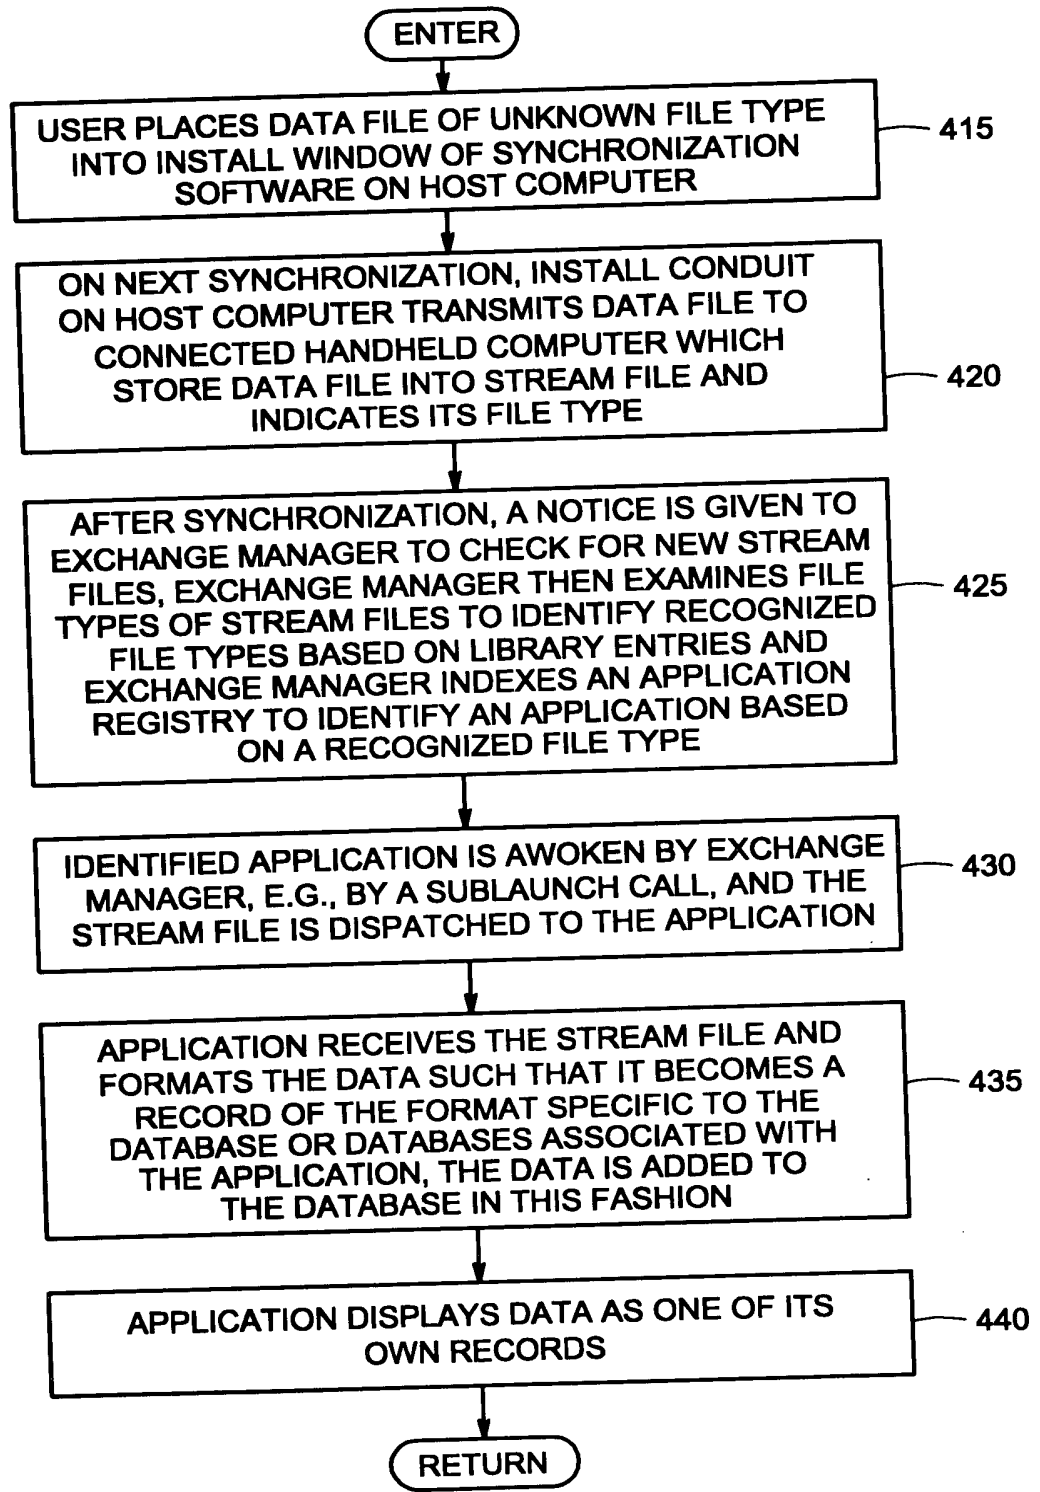 ENTER
USER PLACES DATA FILE OF UNKNOWN FILE TYPE
INTO INSTALL WINDOW OF SYNCHRONIZATION
SOFTWARE ON HOST COMPUTER
415
ON NEXT SYNCHRONIZATION, INSTALL CONDUIT
ON HOST COMPUTER TRANSMITS DATA FILE TO
CONNECTED HANDHELD COMPUTER WHICH
STORE DATA FILE INTO STREAM FILE AND
INDICATES ITS FILE TYPE
420
AFTER SYNCHRONIZATION, A NOTICE IS GIVEN TO
EXCHANGE MANAGER TO CHECK FOR NEW STREAM
FILES, EXCHANGE MANAGER THEN EXAMINES FILE
TYPES OF STREAM FILES TO IDENTIFY RECOGNIZED
FILE TYPES BASED ON LIBRARY ENTRIES AND
EXCHANGE MANAGER INDEXES AN APPLICATION
REGISTRY TO IDENTIFY AN APPLICATION BASED
ON A RECOGNIZED FILE TYPE
425
IDENTIFIED APPLICATION IS AWOKEN BY EXCHANGE
MANAGER, E.G., BY A SUBLAUNCH CALL, AND THE
STREAM FILE IS DISPATCHED TO THE APPLICATION
430
APPLICATION RECEIVES THE STREAM FILE AND
FORMATS THE DATA SUCH THAT IT BECOMES A
RECORD OF THE FORMAT SPECIFIC TO THE
DATABASE OR DATABASES ASSOCIATED WITH
THE APPLICATION, THE DATA IS ADDED TO
THE DATABASE IN THIS FASHION
435
APPLICATION DISPLAYS DATA AS ONE OF ITS
OWN RECORDS
440
RETURN